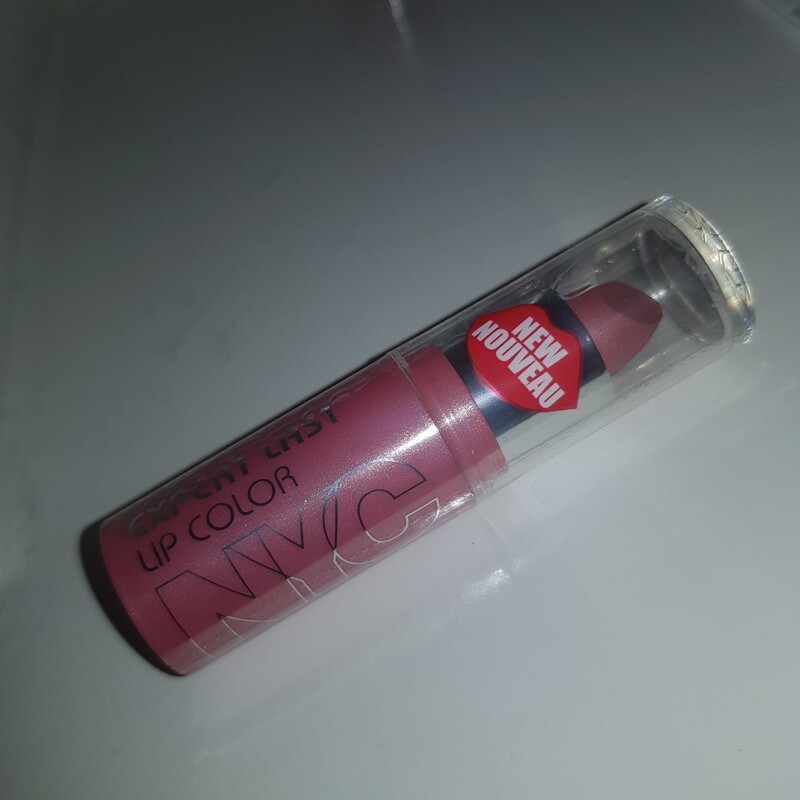 EXPERT LAST
LIP COLOR
NYC
NEW
NOUVEAU